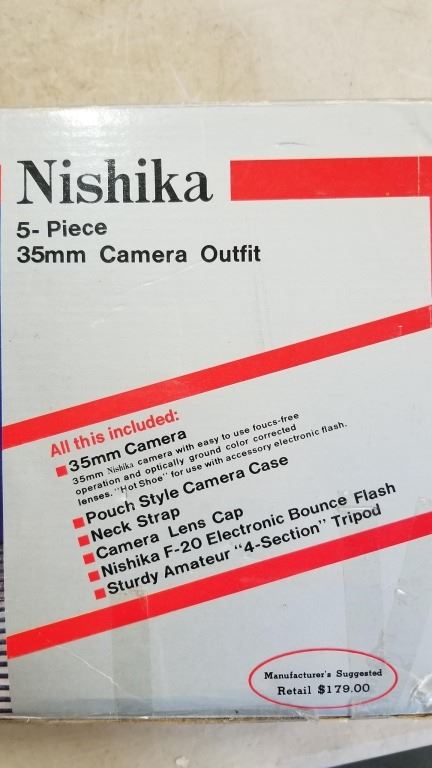 Nishika
5- Piece
35mm Camera Outfit
All this included:
35mm Camera
35mm Nishika camera with easy to use foucs-free
operation and optically ground color corrected
lenses. "Hot Shoe" for use with accessory electronic flash.
Pouch Style Camera Case
Neck Strap
Camera Lens Cap
Nishika F-20 Electronic Bounce Flash
Sturdy Amateur "4-Section" Tripod
Manufacturer's Suggested
Retail $179.00